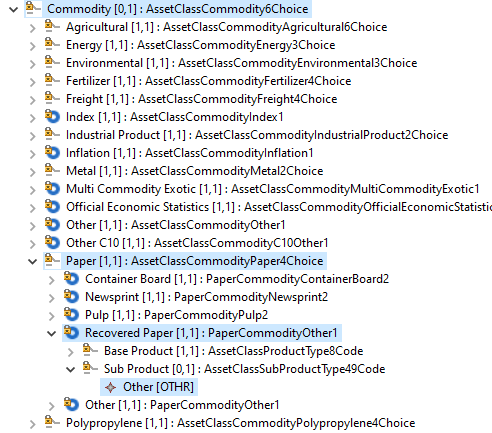 Commodity [0,1] : AssetClassCommodity6Choice
Agricultural [1,1] : AssetClassCommodityAgricultural6Choice
Energy [1,1] : AssetClassCommodityEnergy3Choice
Environmental [1,1] : AssetClassCommodityEnvironmental3Choice
Fertilizer [1,1] : AssetClassCommodityFertilizer4Choice
Freight [1,1] : AssetClassCommodityFreight4Choice
Index [1,1] : AssetClassCommodityIndex1
Industrial Product [1,1] : AssetClassCommodityIndustrialProduct2Choice
Inflation [1,1] : AssetClassCommodityInflation1
Metal [1,1] : AssetClassCommodityMetal2Choice
Multi Commodity Exotic [1,1] : AssetClassCommodityMultiCommodityExotic1
Official Economic Statistics [1,1] : AssetClassCommodityOfficialEconomicStatistic
Other [1,1] : AssetClassCommodityOther1
Other C10 [1,1] : AssetClassCommodityC10Other1
Paper [1,1] : AssetClassCommodityPaper4Choice
Container Board [1,1] : PaperCommodityContainerBoard2
Newsprint [1,1] : PaperCommodityNewsprint2
Pulp [1,1] : PaperCommodityPulp2
Recovered Paper [1,1] : PaperCommodityOther1
Base Product [1,1] : AssetClassProductType8Code
Sub Product [0,1] : AssetClassSubProductType49Code
Other [OTHR]
Other [1,1] : PaperCommodityOther1
Polypropylene [1,1] : AssetClassCommodityPolypropylene4Choice